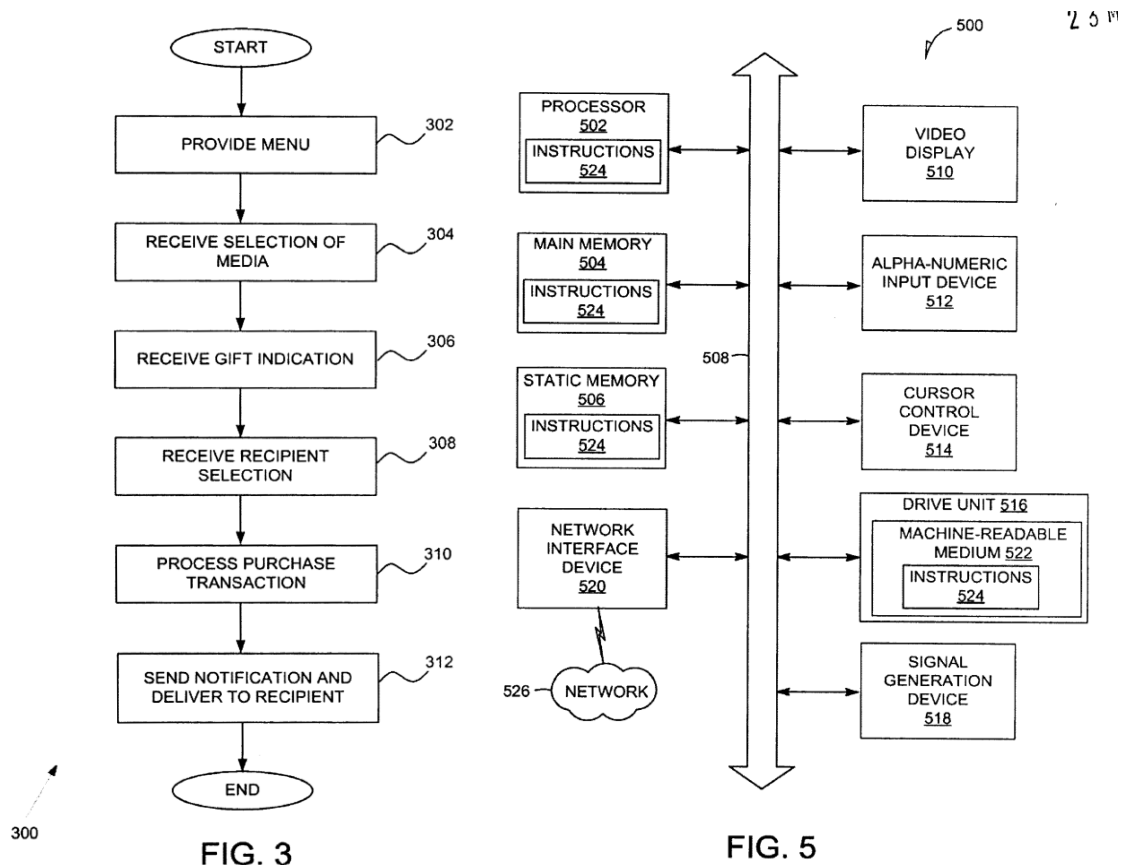 START
PROVIDE MENU
302
RECEIVE SELECTION OF
MEDIA
304
RECEIVE GIFT INDICATION
306
RECEIVE RECIPIENT
SELECTION
308
PROCESS PURCHASE
TRANSACTION
310
SEND NOTIFICATION AND
DELIVER TO RECIPIENT
312
END
300
FIG. 3
500
PROCESSOR
502
INSTRUCTIONS
524
VIDEO
DISPLAY
510
MAIN MEMORY
504
INSTRUCTIONS
524
ALPHA-NUMERIC
INPUT DEVICE
512
508
STATIC MEMORY
506
INSTRUCTIONS
524
CURSOR
CONTROL
DEVICE
514
NETWORK
INTERFACE
DEVICE
520
DRIVE UNIT 516
MACHINE-READABLE
MEDIUM 522
INSTRUCTIONS
524
526
NETWORK
SIGNAL
GENERATION
DEVICE
518
FIG. 5